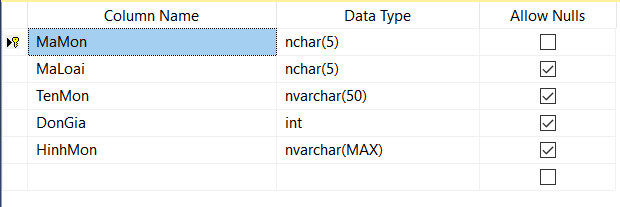 Column Name Data Type Allow Nulls
MaMon nchar(5)
MaLoai nchar(5)
TenMon nvarchar(50)
DonGia int
HinhMon nvarchar(MAX)